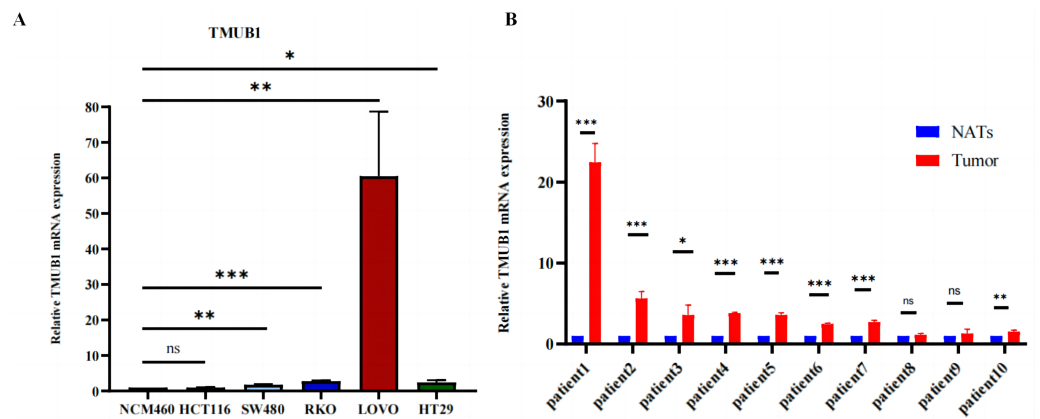 A
TMUB1
*
**
***
**
ns
Relative TMUB1 mRNA expression
80
70
60
50
40
30
20
10
0
NCM460 HCT116 SW480 RKO LOVO HT29
B
Relative TMUB1 mRNA expression
30
20
10
0
NATs
Tumor
*** *** * *** *** *** *** ns ns **
patient1 patient2 patient3 patient4 patient5 patient6 patient7 patient8 patient9 patient10